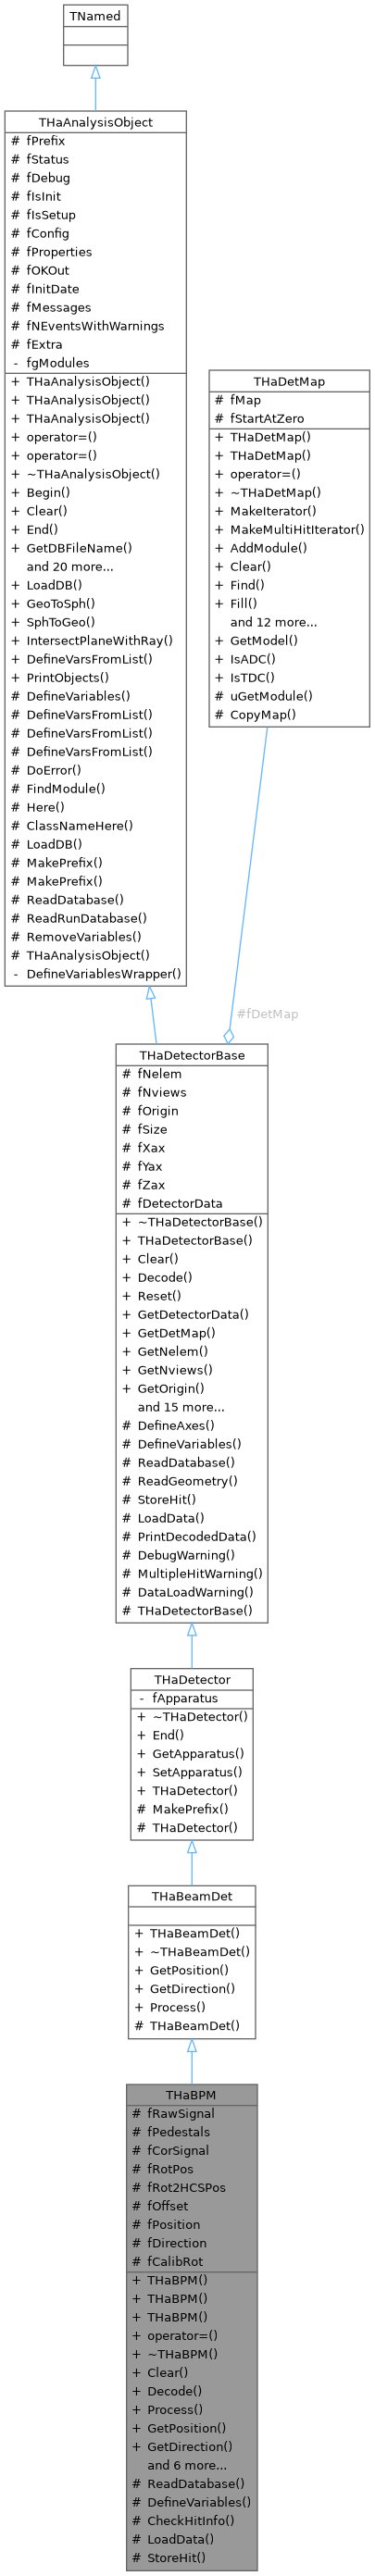 TNamed
THaAnalysisObject
# fPrefix
# fStatus
# fDebug
# fIsInit
# fIsSetup
# fConfig
# fProperties
# fOKOut
# fInitDate
# fMessages
# fNEventsWithWarnings
# fExtra
- fgModules
+ THaAnalysisObject()
+ THaAnalysisObject()
+ THaAnalysisObject()
+ operator=()
+ operator=()
+ ~THaAnalysisObject()
+ Begin()
+ Clear()
+ End()
+ GetDBFileName()
and 20 more...
+ LoadDB()
+ GeoToSph()
+ SphToGeo()
+ IntersectPlaneWithRay()
+ DefineVarsFromList()
+ PrintObjects()
# DefineVariables()
# DefineVarsFromList()
# DefineVarsFromList()
# DefineVarsFromList()
# DoError()
# FindModule()
# Here()
# ClassNameHere()
# LoadDB()
# MakePrefix()
# MakePrefix()
# ReadDatabase()
# ReadRunDatabase()
# RemoveVariables()
# THaAnalysisObject()
- DefineVariablesWrapper()
THaDetMap
# fMap
# fStartAtZero
+ THaDetMap()
+ THaDetMap()
+ operator=()
+ ~THaDetMap()
+ MakeIterator()
+ MakeMultiHitIterator()
+ AddModule()
+ Clear()
+ Find()
+ Fill()
and 12 more...
+ GetModel()
+ IsADC()
+ IsTDC()
# uGetModule()
# CopyMap()
#fDetMap
THaDetectorBase
# fNelem
# fNviews
# fOrigin
# fSize
# fXax
# fYax
# fZax
# fDetectorData
+ ~THaDetectorBase()
+ THaDetectorBase()
+ Clear()
+ Decode()
+ Reset()
+ GetDetectorData()
+ GetDetMap()
+ GetNelem()
+ GetNviews()
+ GetOrigin()
and 15 more...
# DefineAxes()
# DefineVariables()
# ReadDatabase()
# ReadGeometry()
# StoreHit()
# LoadData()
# PrintDecodedData()
# DebugWarning()
# MultipleHitWarning()
# DataLoadWarning()
# THaDetectorBase()
THaDetector
- fApparatus
+ ~THaDetector()
+ End()
+ GetApparatus()
+ SetApparatus()
+ THaDetector()
# MakePrefix()
# THaDetector()
THaBeamDet
+ THaBeamDet()
+ ~THaBeamDet()
+ GetPosition()
+ GetDirection()
+ Process()
# THaBeamDet()
THaBPM
# fRawSignal
# fPedestals
# fCorSignal
# fRotPos
# fRot2HCSPos
# fOffset
# fPosition
# fDirection
# fCalibRot
+ THaBPM()
+ THaBPM()
+ THaBPM()
+ operator=()
+ ~THaBPM()
+ Clear()
+ Decode()
+ Process()
+ GetPosition()
+ GetDirection()
and 6 more...
# ReadDatabase()
# DefineVariables()
# CheckHitInfo()
# LoadData()
# StoreHit()